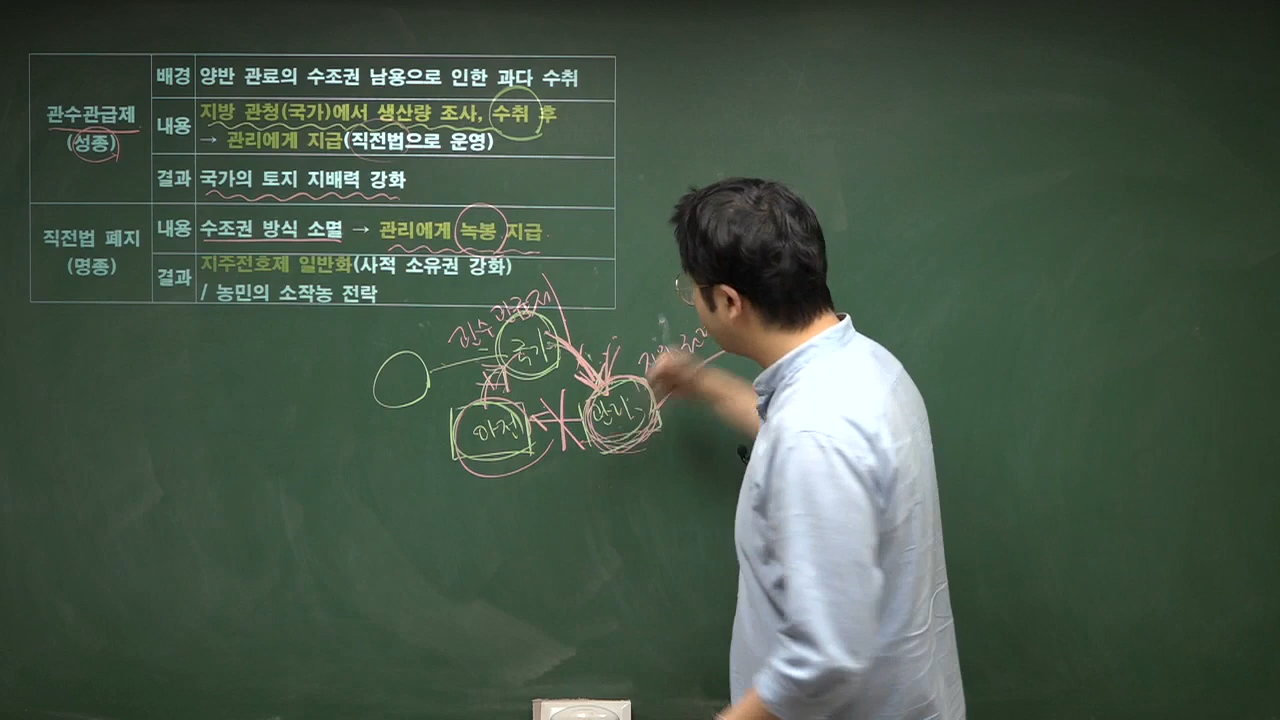 관수관급제
(성종)
배경 양반 관료의 수조권 남용으로 인한 과다 수취
내용 지방 관청(국가)에서 생산량 조사, 수취 후
→ 관리에게 지급(직전법으로 운영)
결과 국가의 토지 지배력 강화
직전법 폐지
(명종)
내용 수조권 방식 소멸 → 관리에게 녹봉 지급
결과 지주전호제 일반화(사적 소유권 강화)
/ 농민의 소작농 전락
관수관급제
국가
관리